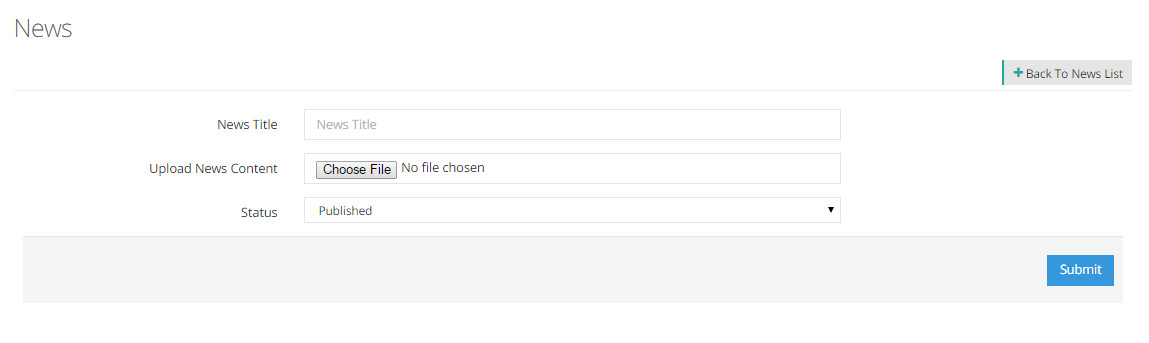 News
Back To News List
News Title
News Title
Upload News Content
Choose File No file chosen
Status
Published
Submit